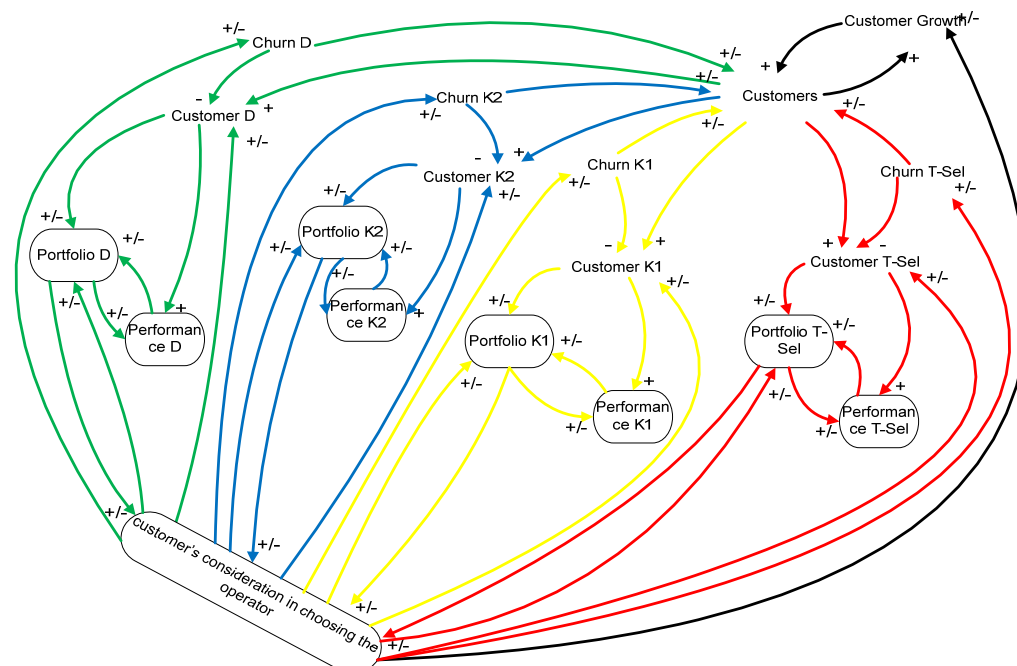 Customer Growth
+/-
Churn D
+/-
+/-
+
+
+/-
Customers
Churn K2
+/-
+/-
-
+
Customer D
+/-
+/-
Churn K1
+/-
Churn T-Sel
+/-
-
+
Customer K2
+/-
+/-
+/-
+/-
Portfolio D
+/-
Portfolio K2
+/-
+/-
+/-
-
+
Customer K1
+/-
+
-
Customer T-Sel
+/-
+/-
+/-
+
Performan
ce D
Performan
ce K2
+
+/-
+/-
Portfolio K1
+/-
+/-
Portfolio T-
Sel
+/-
+/-
+
Performan
ce K1
+/-
+
Performan
ce T-Sel
+/-
+/-
customer's consideration in choosing the
operator
+/-
+/-
+/-